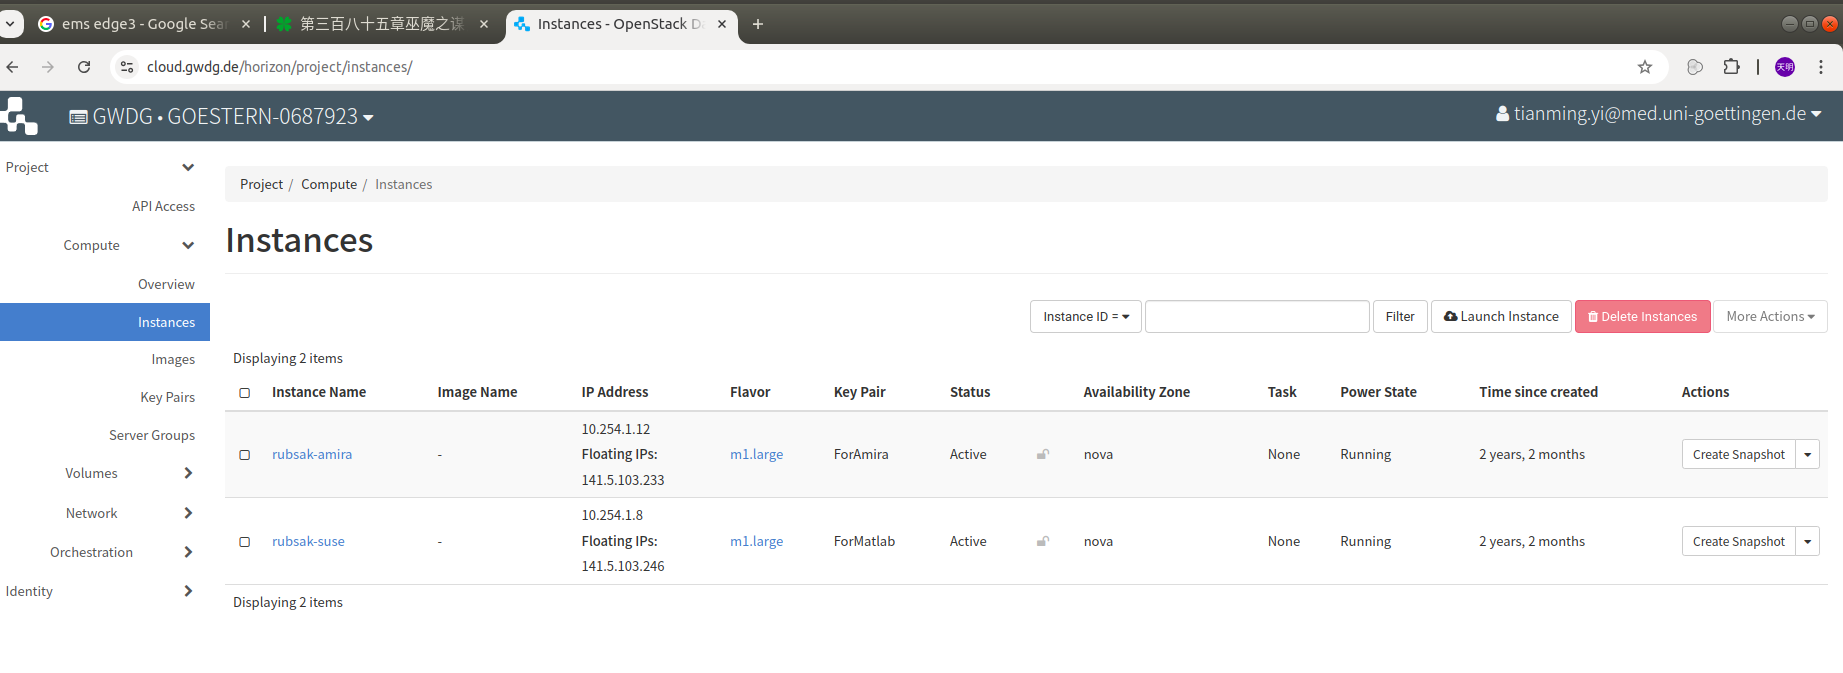 ems edge3 - Google Sear
第三百八十五章巫魔之谋
Instances - OpenStack Da
cloud.gwdg.de/horizon/project/instances/
天明
GWDG • GOESTERN-0687923
tianming.yi@med.uni-goettingen.de
Project
API Access
Compute
Overview
Instances
Images
Key Pairs
Server Groups
Volumes
Network
Orchestration
Identity
Project / Compute / Instances
Instances
Instance ID = Filter Launch Instance Delete Instances More Actions
Displaying 2 items
Instance Name Image Name IP Address Flavor Key Pair Status Availability Zone Task Power State Time since created Actions
10.254.1.12
rubsak-amira - Floating IPs: m1.large ForAmira Active nova None Running 2 years, 2 months Create Snapshot
141.5.103.233
10.254.1.8
rubsak-suse - Floating IPs: m1.large ForMatlab Active nova None Running 2 years, 2 months Create Snapshot
141.5.103.246
Displaying 2 items